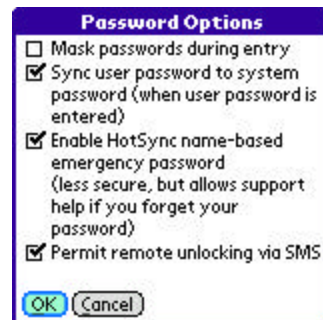 Password Options
Mask passwords during entry
Sync user password to system
password (when user password is
entered)
Enable HotSync name-based
emergency password
(less secure, but allows support
help if you forget your
password)
Permit remote unlocking via SMS
OK Cancel